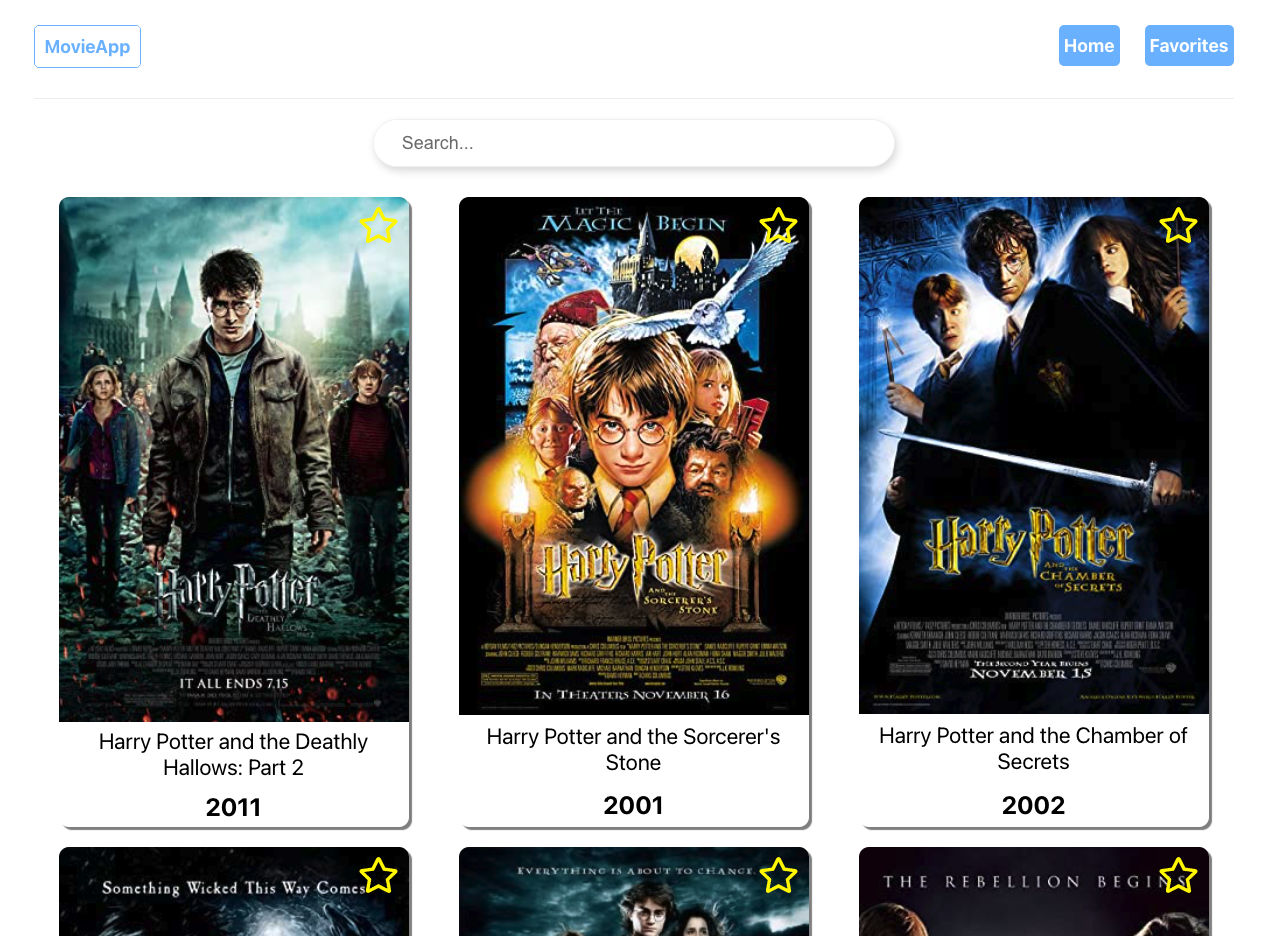 MovieApp
Home
Favorites
Search...
Harry Potter
DEATHLY
HALLOWS
IT ALL ENDS 7.15
Harry Potter and the Deathly
Hallows: Part 2
2011
LET THE
MAGIC BEGIN
Harry Potter
AND THE
SORCERER'S
STONE
IN THEATERS NOVEMBER 16
Harry Potter and the Sorcerer's
Stone
2001
Harry Potter
AND THE
CHAMBER
OF SECRETS
THE SECOND YEAR BEGINS
NOVEMBER 15
Harry Potter and the Chamber of
Secrets
2002
Something Wicked This Way Comes
EVERYTHING IS ABOUT TO CHANGE.
THE REBELLION BEGINS